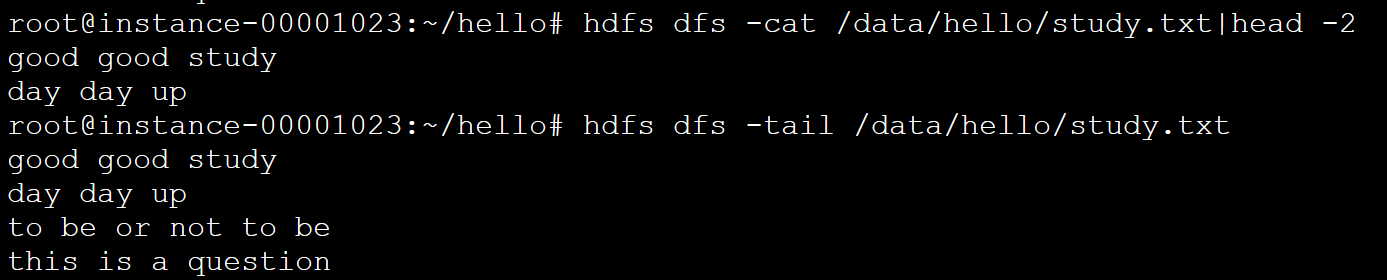 root@instance-00001023:~/hello# hdfs dfs -cat /data/hello/study.txt|head -2
good good study
day day up
root@instance-00001023:~/hello# hdfs dfs -tail /data/hello/study.txt
good good study
day day up
to be or not to be
this is a question